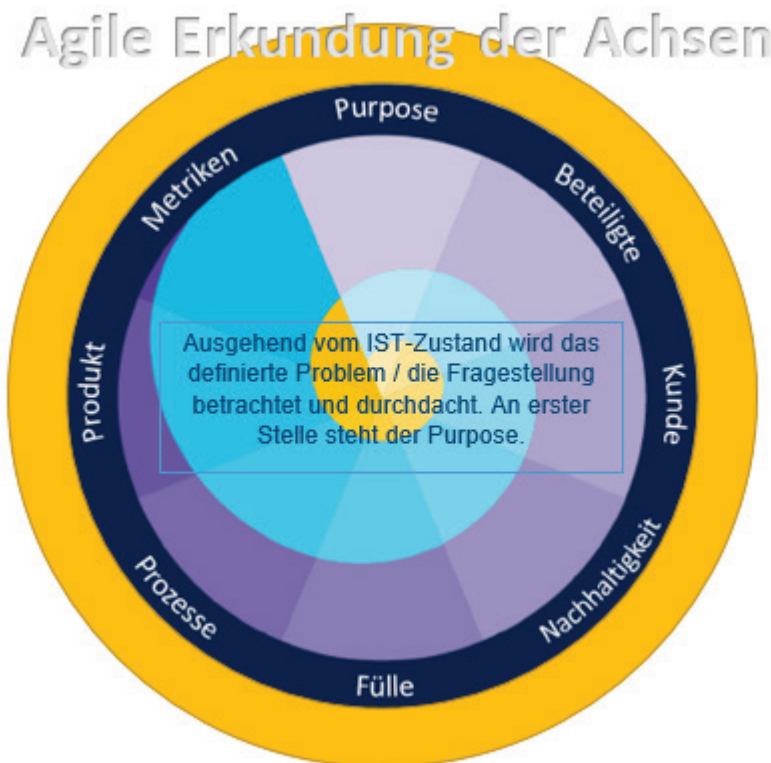 Agile Erkundung der Achsen
Purpose
Beteiligte
Kunde
Nachhaltigkeit
Fülle
Prozesse
Produkt
Metriken
Ausgehend vom IST-Zustand wird das
definierte Problem / die Fragestellung
betrachtet und durchdacht. An erster
Stelle steht der Purpose.